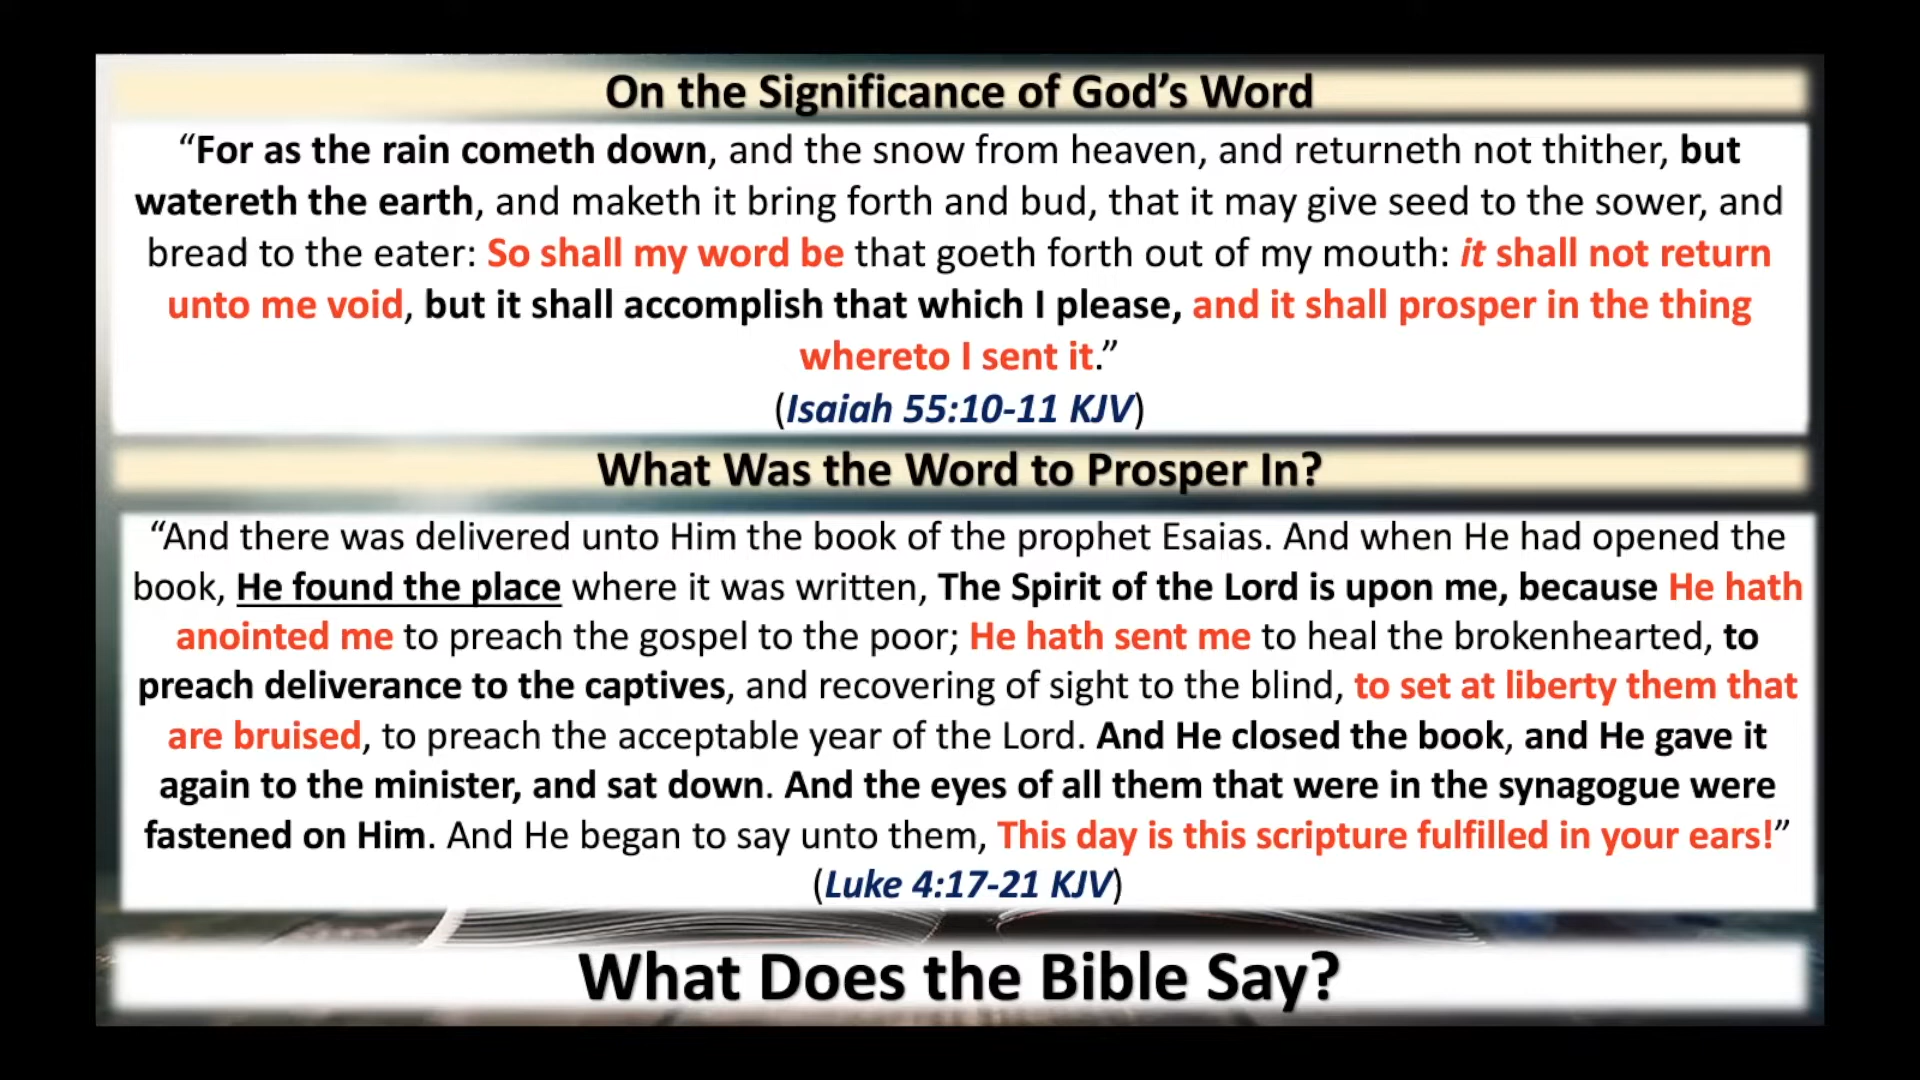 On the Significance of God’s Word
“For as the rain cometh down, and the snow from heaven, and returneth not thither, but
watereth the earth, and maketh it bring forth and bud, that it may give seed to the sower, and
bread to the eater: So shall my word be that goeth forth out of my mouth: it shall not return
unto me void, but it shall accomplish that which I please, and it shall prosper in the thing
whereto I sent it.”
(Isaiah 55:10-11 KJV)
What Was the Word to Prosper In?
“And there was delivered unto Him the book of the prophet Esaias. And when He had opened the
book, He found the place where it was written, The Spirit of the Lord is upon me, because He hath
anointed me to preach the gospel to the poor; He hath sent me to heal the brokenhearted, to
preach deliverance to the captives, and recovering of sight to the blind, to set at liberty them that
are bruised, to preach the acceptable year of the Lord. And He closed the book, and He gave it
again to the minister, and sat down. And the eyes of all them that were in the synagogue were
fastened on Him. And He began to say unto them, This day is this scripture fulfilled in your ears!”
(Luke 4:17-21 KJV)
What Does the Bible Say?